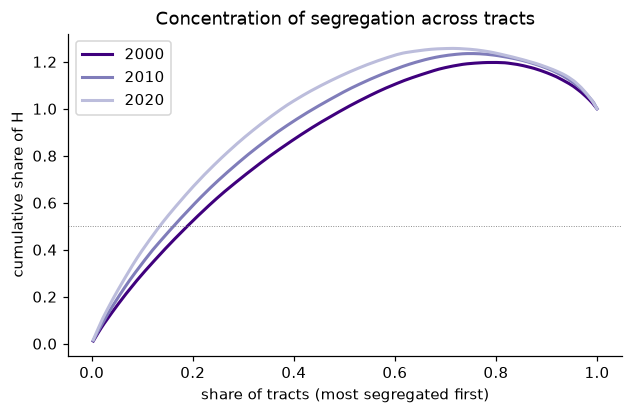 Concentration of segregation across tracts
2000
2010
2020
cumulative share of H
1.2
1.0
0.8
0.6
0.4
0.2
0.0
0.0 0.2 0.4 0.6 0.8 1.0
share of tracts (most segregated first)